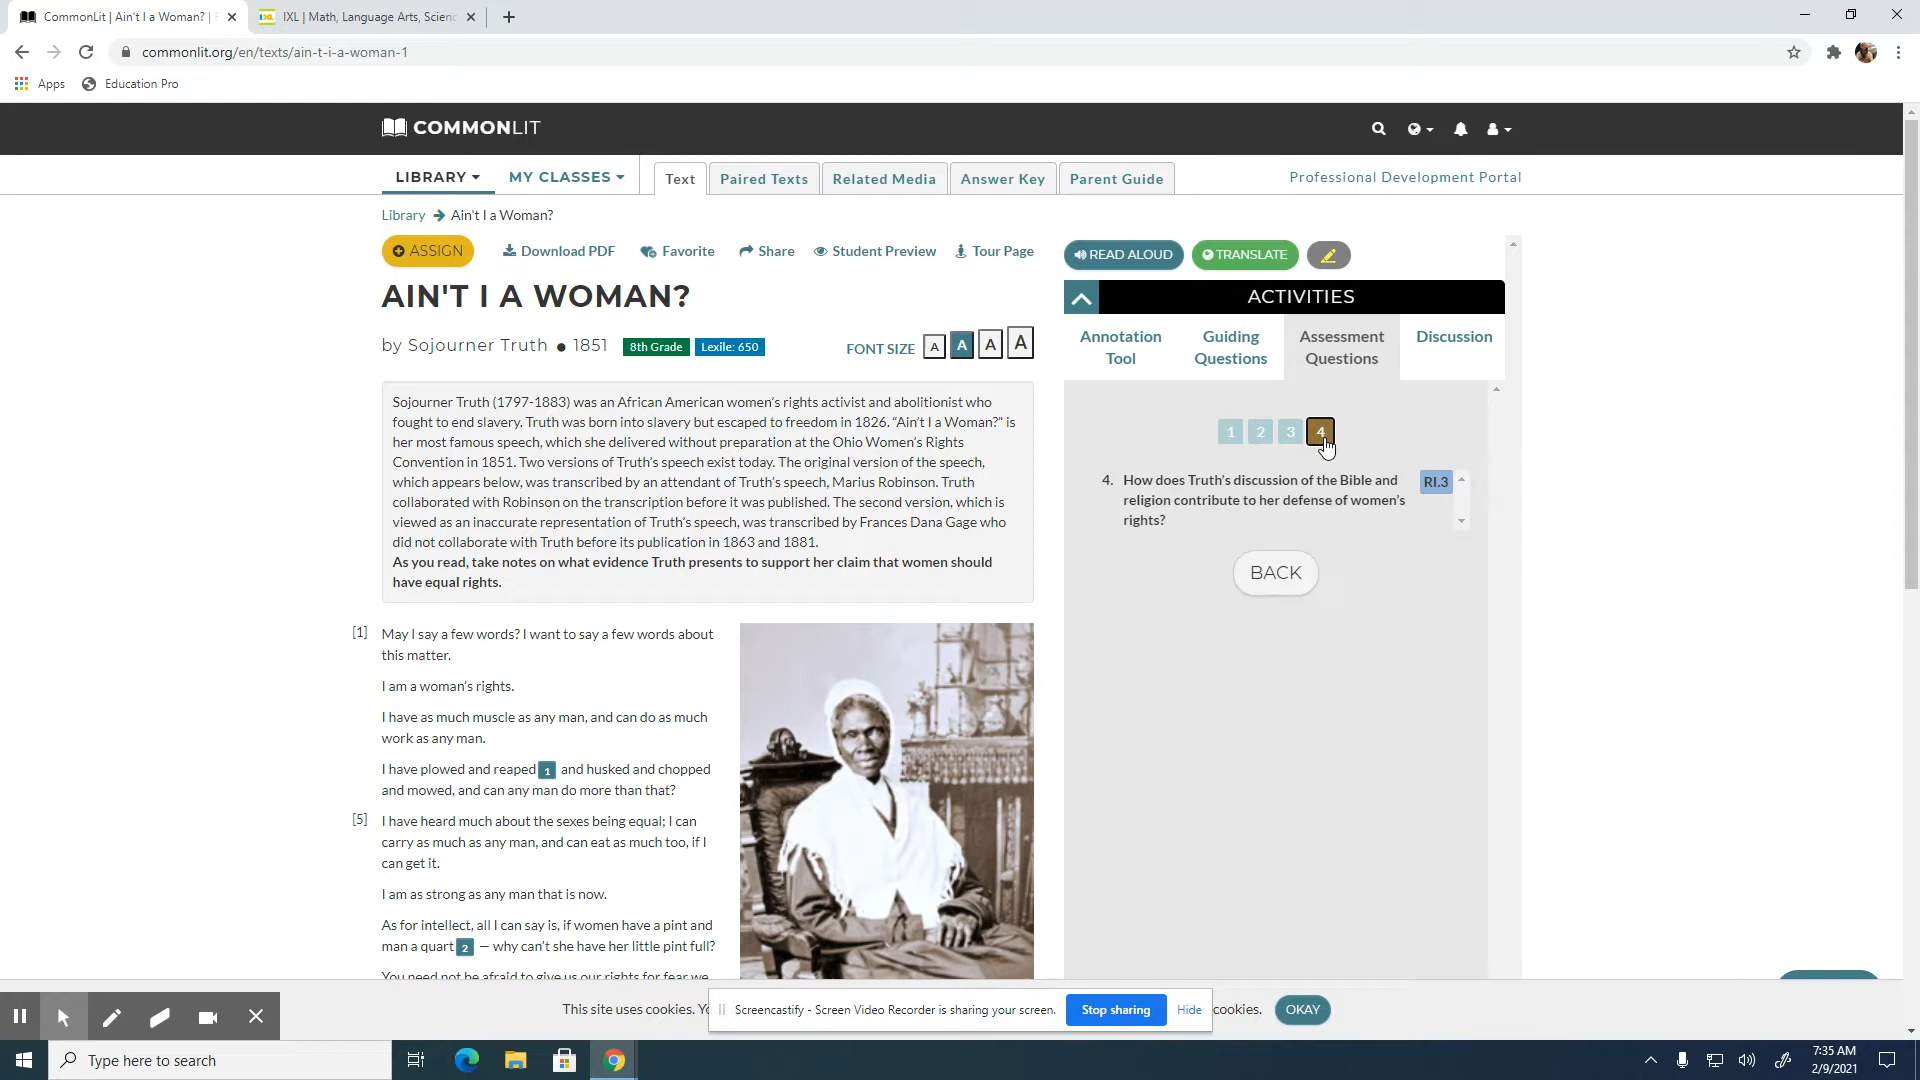 CommonLit | Ain't I a Woman? |
IXL | Math, Language Arts, Scienc
commonlit.org/en/texts/ain-t-i-a-woman-1
Apps
Education Pro
COMMONLIT
LIBRARY
MY CLASSES
Text
Paired Texts
Related Media
Answer Key
Parent Guide
Professional Development Portal
Library
Ain't I a Woman?
ASSIGN
Download PDF
Favorite
Share
Student Preview
Tour Page
AIN'T I A WOMAN?
by Sojourner Truth ● 1851
8th Grade
Lexile: 650
FONT SIZE
A
A
A
A
Sojourner Truth (1797-1883) was an African American women's rights activist and abolitionist who
fought to end slavery. Truth was born into slavery but escaped to freedom in 1826. “Ain't I a Woman?” is
her most famous speech, which she delivered without preparation at the Ohio Women's Rights
Convention in 1851. Two versions of Truth's speech exist today. The original version of the speech,
which appears below, was transcribed by an attendant of Truth's speech, Marius Robinson. Truth
collaborated with Robinson on the transcription before it was published. The second version, which is
viewed as an inaccurate representation of Truth's speech, was transcribed by Frances Dana Gage who
did not collaborate with Truth before its publication in 1863 and 1881.
As you read, take notes on what evidence Truth presents to support her claim that women should
have equal rights.
[1] May I say a few words? I want to say a few words about
this matter.
I am a woman's rights.
I have as much muscle as any man, and can do as much
work as any man.
I have plowed and reaped 1 and husked and chopped
and mowed, and can any man do more than that?
[5] I have heard much about the sexes being equal; I can
carry as much as any man, and can eat as much too, if I
can get it.
I am as strong as any man that is now.
As for intellect, all I can say is, if women have a pint and
man a quart 2 — why can't she have her little pint full?
You need not be afraid to give us our rights for fear we
READ ALOUD
TRANSLATE
ACTIVITIES
Annotation
Tool
Guiding
Questions
Assessment
Questions
Discussion
1
2
3
4
4. How does Truth's discussion of the Bible and
religion contribute to her defense of women's
rights?
RI.3
BACK
This site uses cookies.
Screencastify - Screen Video Recorder is sharing your screen.
Stop sharing
Hide
cookies.
OKAY
Type here to search
7:35 AM
2/9/2021